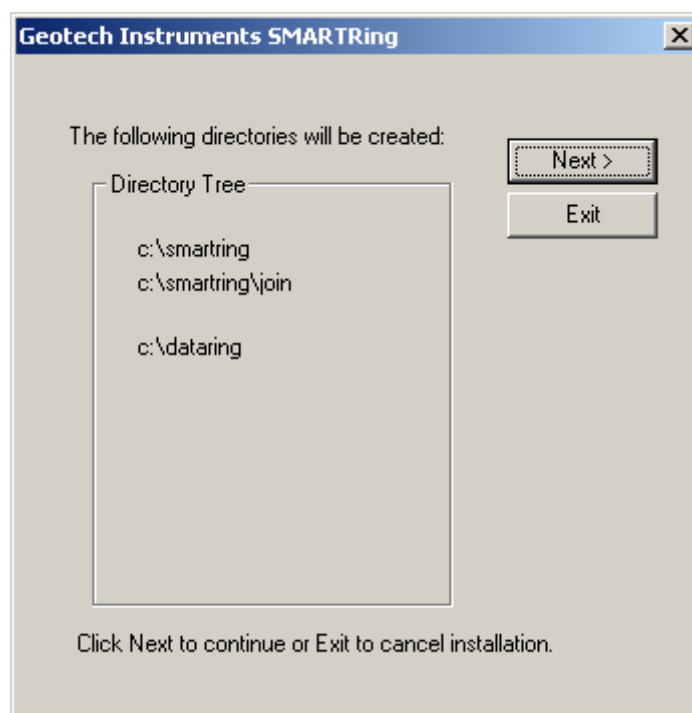 Geotech Instruments SMARTRing
The following directories will be created:
Next >
Directory Tree
Exit
c:\smartring
c:\smartring\join
c:\dataring
Click Next to continue or Exit to cancel installation.